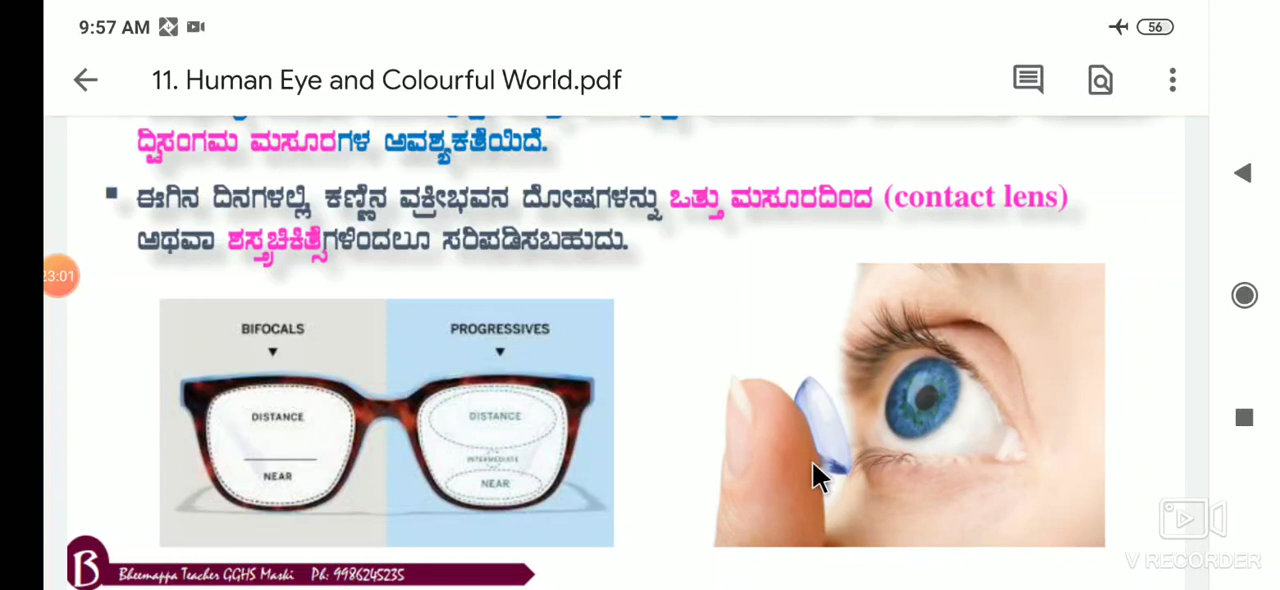 9:57 AM
56
11. Human Eye and Colourful World.pdf
ದ್ವಿಸಂಗಮ ಮಸೂರಗಳ ಅವಶ್ಯಕತೆಯಿದೆ.
ಈಗಿನ ದಿನಗಳಲ್ಲಿ ಕಣ್ಣಿನ ವಕ್ರೀಭವನ ದೋಷಗಳನ್ನು ಒತ್ತು ಮಸೂರದಿಂದ (contact lens)
ಅಥವಾ ಶಸ್ತ್ರಚಿಕಿತ್ಸೆಗಳಿಂದಲೂ ಸರಿಪಡಿಸಬಹುದು.
23:01
BIFOCALS
DISTANCE
NEAR
PROGRESSIVES
DISTANCE
INTERMEDIATE
NEAR
B
Bheemappa Teacher GGHS Maski Ph: 9986245235
V RECORDER